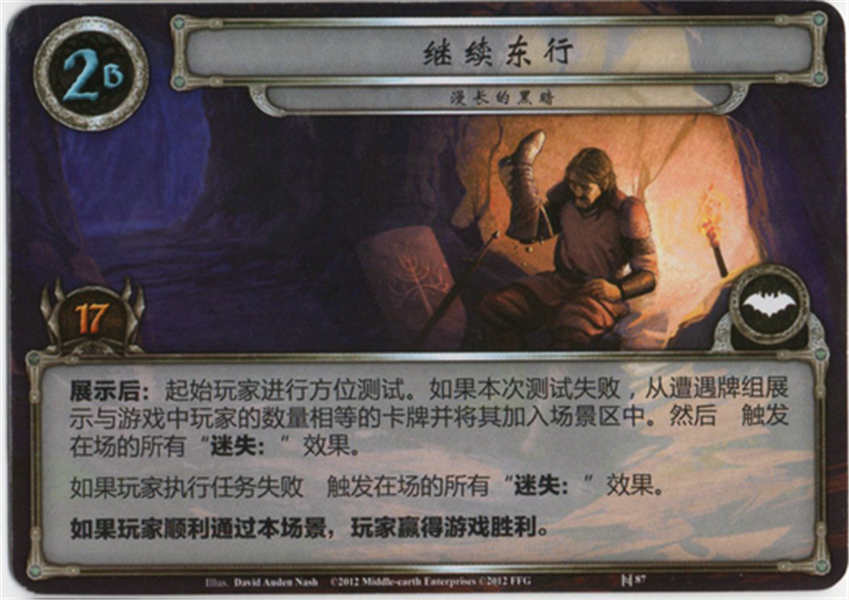 2B
继续东行
漫长的黑暗
17
展示后：起始玩家进行方位测试。如果本次测试失败，从遭遇牌组展
示与游戏中玩家的数量相等的卡牌并将其加入场景区中。然后 触发
在场的所有“迷失：”效果。
如果玩家执行任务失败 触发在场的所有“迷失：”效果。
如果玩家顺利通过本场景，玩家赢得游戏胜利。
Illus. David Auden Nash ©2012 Middle-earth Enterprises ©2012 FFG 87